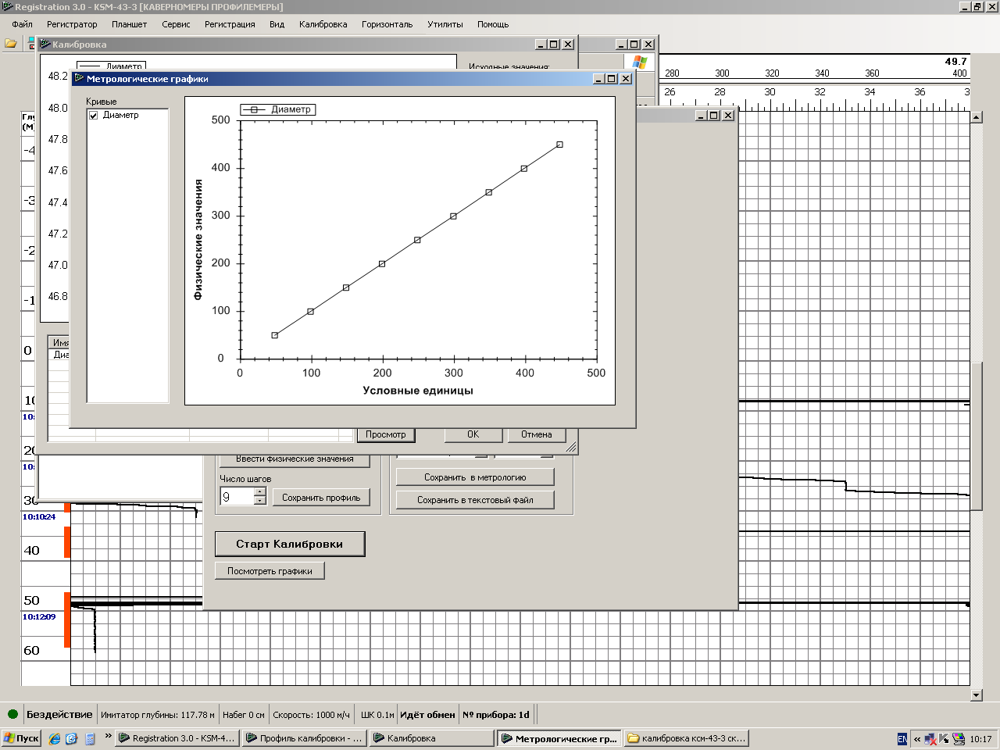 Registration 3.0 - KSM-43-3 [КАВЕРНОМЕРЫ ПРОФИЛЕМЕРЫ]
Файл Регистратор Планшет Сервис Регистрация Вид Калибровка Горизонталь Утилиты Помощь
Калибровка
Диаметр
Исходные значения:
49.7
48.2
48.0
47.8
47.6
47.4
47.2
47.0
46.8
280 300 320 340 360 400
26 28 30 32 34 36
Метрологические графики
Кривые
Диаметр
Диаметр
500
400
300
200
100
0
0 100 200 300 400 500
Физические значения
Условные единицы
(М)
-4
-3
-2
-1
0
10
20
30
10:10:24
40
50
10:12:09
60
Просмотр
OK
Отмена
Ввести физические значения
Число шагов
9
Сохранить профиль
Сохранить в метрологию
Сохранить в текстовый файл
Старт Калибровки
Посмотреть графики
Бездействие Имитатор глубины: 117.78 м Набег 0 см Скорость: 1000 м/ч ШК 0.1м Идёт обмен № прибора: 1d
Пуск » Registration 3.0 - KSM-4... Профиль калибровки - ... Калибровка Метрологические гр... калибровка ксм-43-3 ск... EN « 10:17